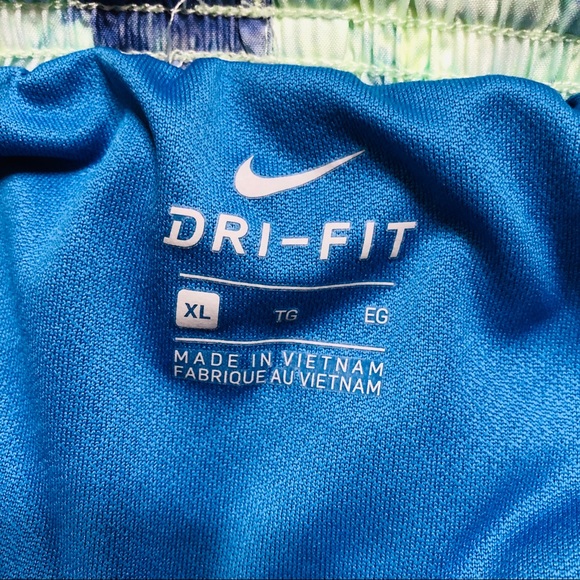 DRI-FIT
XL TG EG
MADE IN VIETNAM
FABRIQUE AU VIETNAM